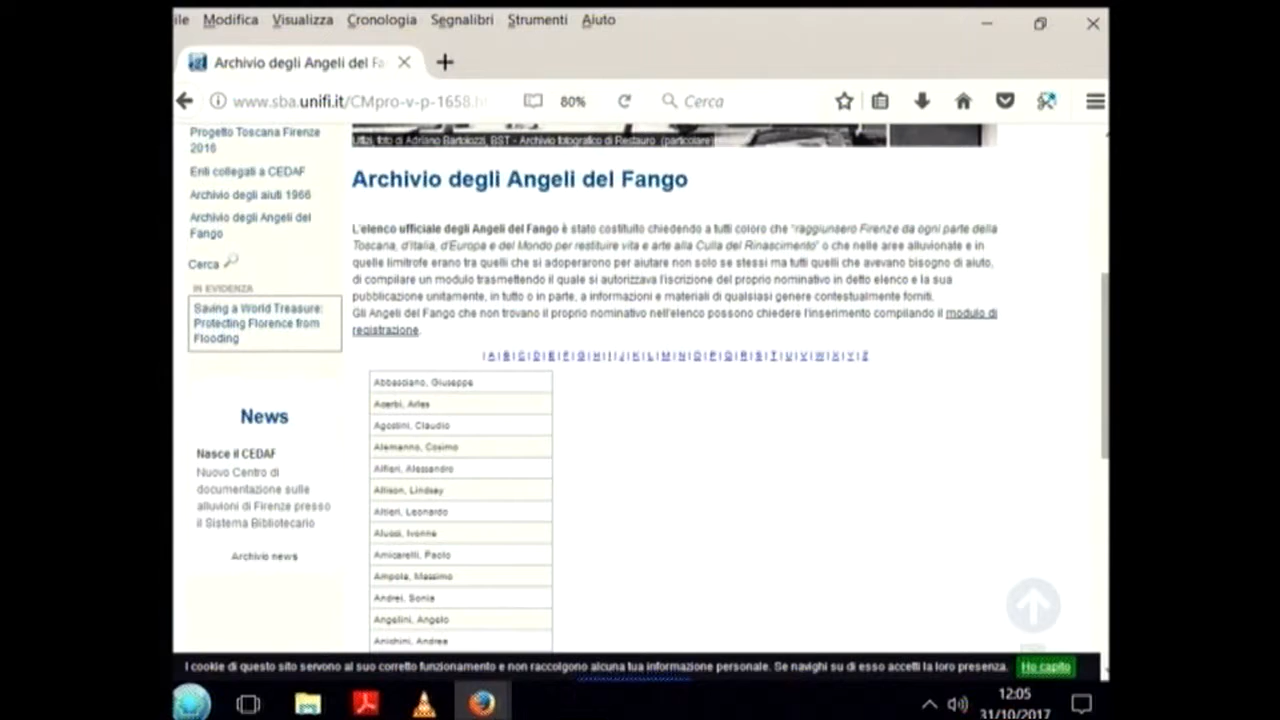 ile Modifica Visualizza Cronologia Segnalibri Strumenti Aiuto
Archivio degli Angeli del Fa
www.sba.unifi.it/CMpro-v-p-1658.h
80%
Cerca
Progetto Toscana Firenze
2016
Enti collegati a CEDAF
Archivio degli aiuti 1966
Archivio degli Angeli del
Fango
Cerca
IN EVIDENZA
Saving a World Treasure:
Protecting Florence from
Flooding
News
Nasce il CEDAF
Nuovo Centro di
documentazione sulle
alluvioni di Firenze presso
il Sistema Bibliotecario
Archivio news
Uffizi, foto di Adriano Bartolozzi, BST - Archivio fotografico di Restauro (particolare)
Archivio degli Angeli del Fango
L'elenco ufficiale degli Angeli del Fango è stato costituito chiedendo a tutti coloro che "raggiunsero Firenze da ogni parte della
Toscana, d'Italia, d'Europa e del Mondo per restituire vita e arte alla Culla del Rinascimento" o che nelle aree alluvionate e in
quelle limitrofe erano tra quelli che si adoperarono per aiutare non solo se stessi ma tutti quelli che avevano bisogno di aiuto,
di compilare un modulo trasmettendo il quale si autorizzava l'iscrizione del proprio nominativo in detto elenco e la sua
pubblicazione unitamente, in tutto o in parte, a informazioni e materiali di qualsiasi genere contestualmente forniti.
Gli Angeli del Fango che non trovano il proprio nominativo nell'elenco possono chiedere l'inserimento compilando il modulo di
registrazione.
| A | B | C | D | E | F | G | H | I | J | K | L | M | N | O | P | Q | R | S | T | U | V | W | X | Y | Z
Abbasciano, Giuseppe
Acerbi, Aries
Agostini, Claudio
Alemanno, Cosimo
Alfieri, Alessandro
Allison, Lindsay
Altieri, Leonardo
Ivonne
Amicarelli, Paolo
Ampola, Massimo
Andrei, Sonia
Angelini, Angelo
Anichini, Andrea
I cookie di questo sito servono al suo corretto funzionamento e non raccolgono alcuna tua informazione personale. Se navighi su di esso accetti la loro presenza. Ho capito
12:05
31/10/2017